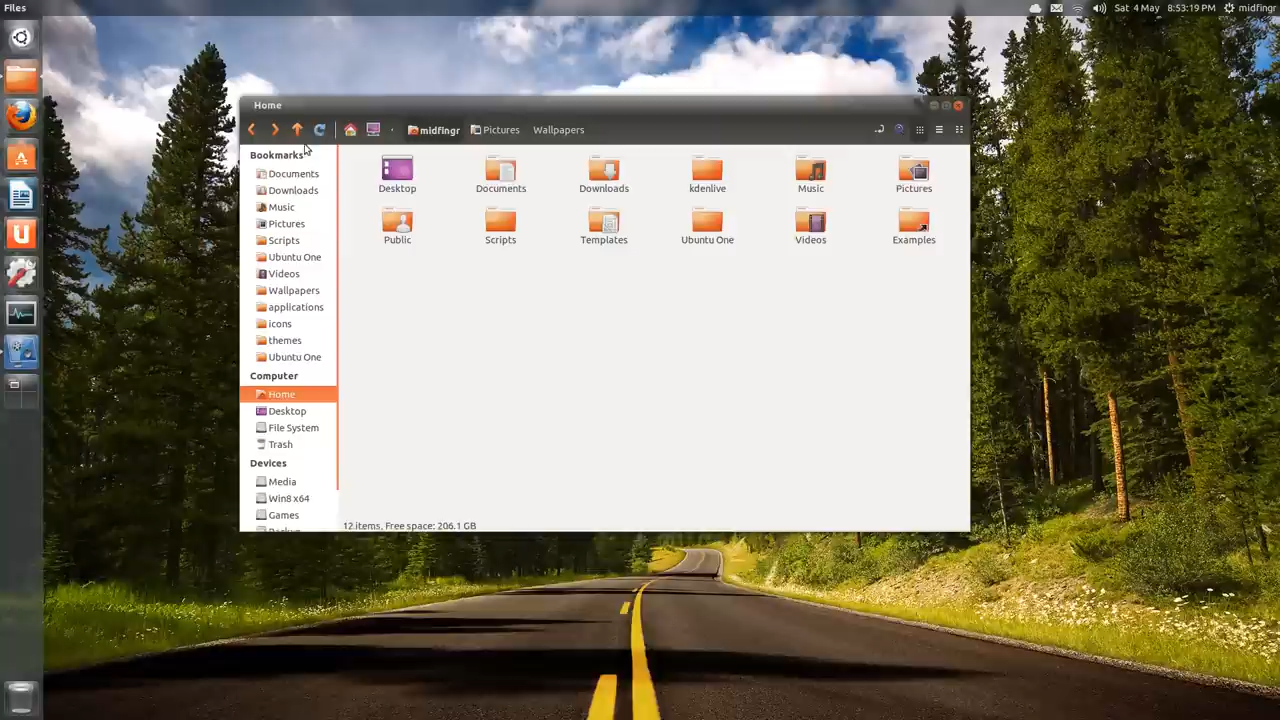 Files
Sat 4 May 8:53:19 PM midfingr
Home
midfingr Pictures Wallpapers
Bookmarks
Documents
Downloads
Music
Pictures
Scripts
Ubuntu One
Videos
Wallpapers
applications
icons
themes
Ubuntu One
Computer
Home
Desktop
File System
Trash
Devices
Media
Win8 x64
Games
Desktop Documents Downloads kdenlive Music Pictures
Public Scripts Templates Ubuntu One Videos Examples
12 items, Free space: 206.1 GB